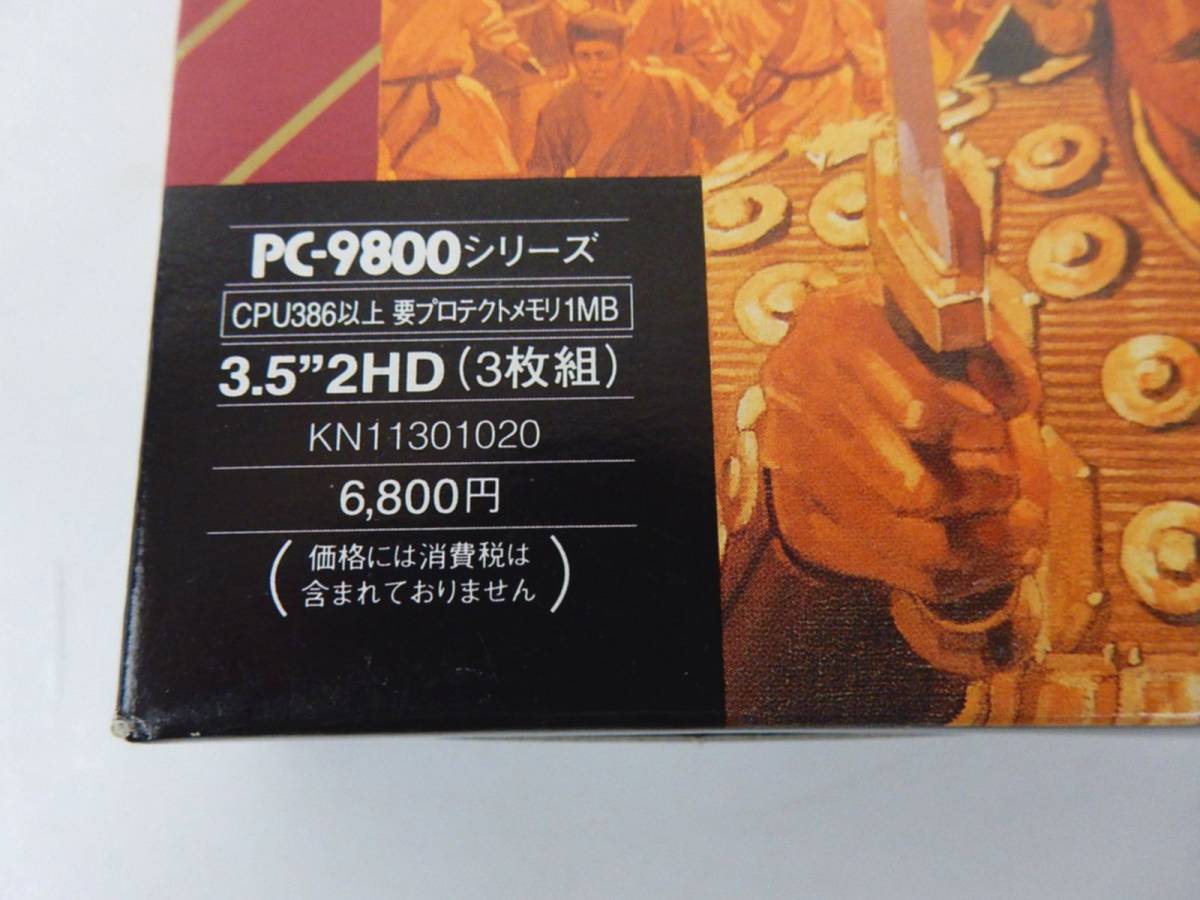 PC-9800シリーズ
CPU386以上 要プロテクトメモリ1MB
3.5”2HD(3枚組)
KN11301020
6,800円
(価格には消費税は
含まれておりません)